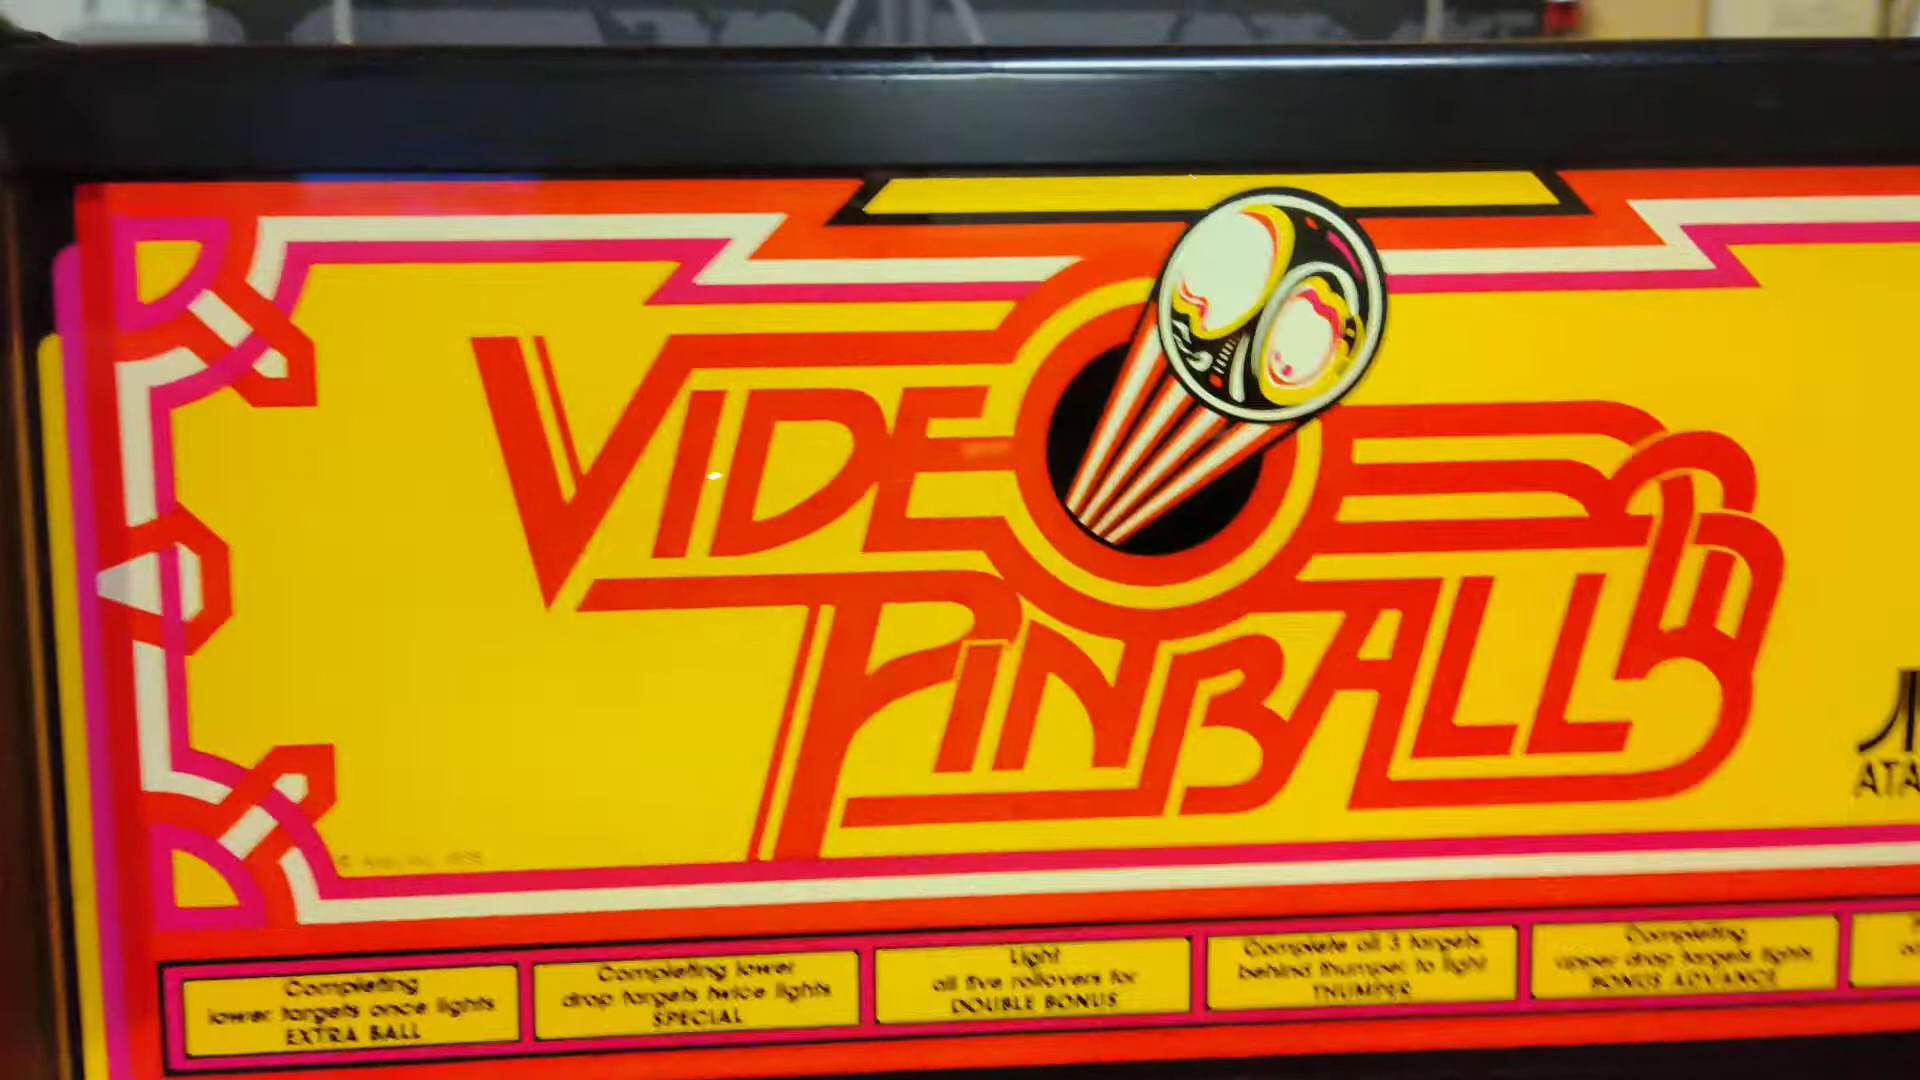 VIDEO
PINBALL
ATA
Completing
lower targets once lights
EXTRA BALL
Completing lower
drop targets twice lights
SPECIAL
Light
all five rollovers for
DOUBLE BONUS
Complete all 3 targets
behind thumper to light
THUMPER
Completing
upper drop targets lights
BONUS ADVANCE